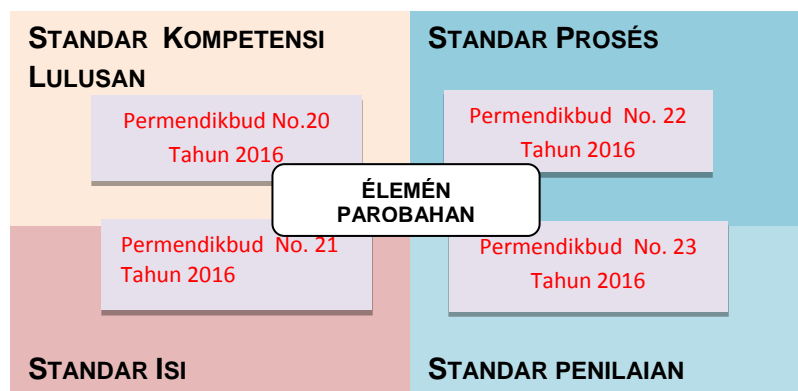 STANDAR KOMPETENSI
LULUSAN
Permendikbud No.20
Tahun 2016
STANDAR PROSÉS
Permendikbud No. 22
Tahun 2016
ÉLEMÉN
PAROBAHAN
Permendikbud No. 21
Tahun 2016
STANDAR ISI
Permendikbud No. 23
Tahun 2016
STANDAR PENILAIAN